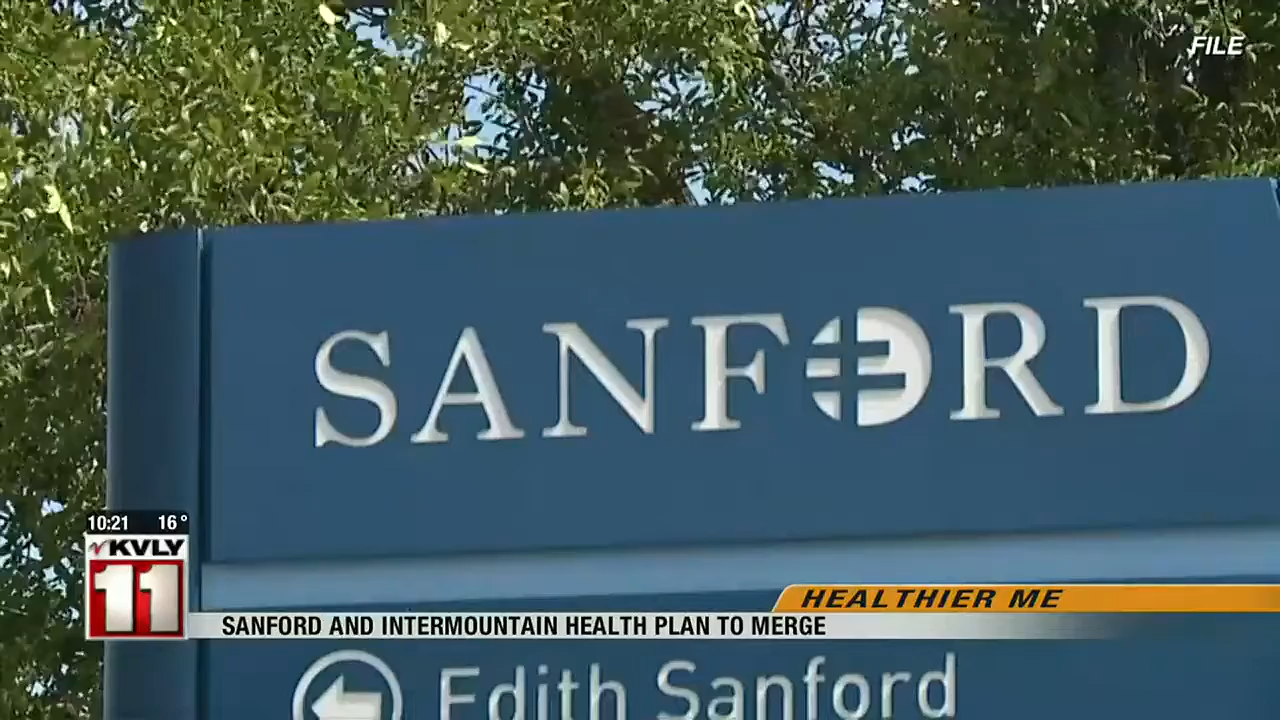 FILE
SANFORD
10:21 16°
KVLY
11
HEALTHIER ME
SANFORD AND INTERMOUNTAIN HEALTH PLAN TO MERGE
Edith Sanford